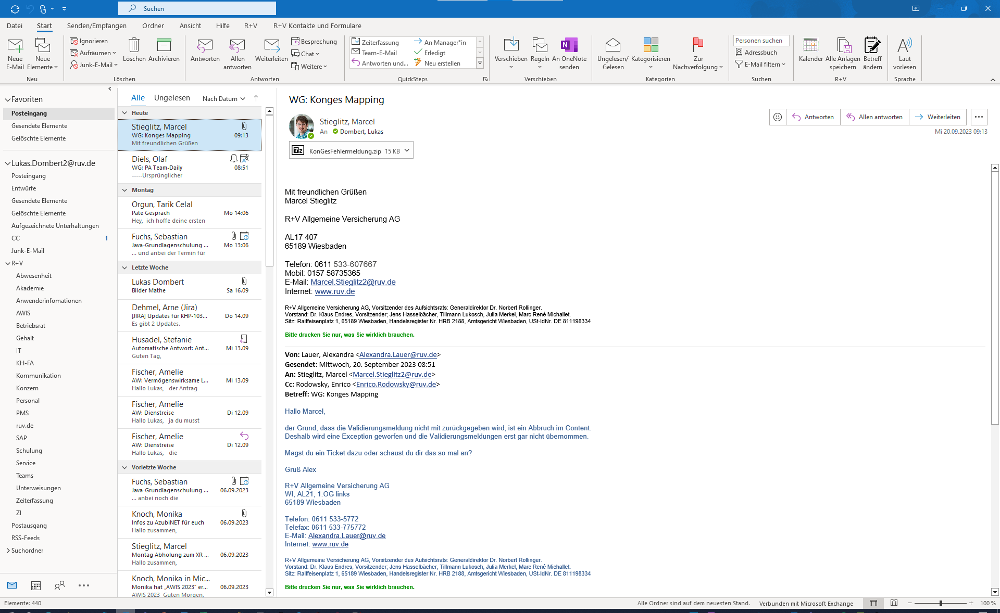 Suchen
Datei Start Senden/Empfangen Ordner Ansicht Hilfe R+V R+V Kontakte und Formulare
Neue E-Mail
Neue Elemente
Neu
Ignorieren
Aufräumen
Junk-E-Mail
Löschen
Archivieren
Löschen
Antworten
Allen antworten
Weiterleiten
Besprechung
Chat
Weitere
Antworten
Zeiterfassung
Team-E-Mail
Antworten und...
An Manager*in
Erledigt
Neu erstellen
QuickSteps
Verschieben
Regeln
An OneNote senden
Verschieben
Ungelesen/ Gelesen
Kategorisieren
Zur Nachverfolgung
Kategorien
Personen suchen
Adressbuch
E-Mail filtern
Suchen
Kalender
Alle Anlagen speichern
Betreff ändern
R+V
Laut vorlesen
Sprache
Favoriten
Posteingang
Gesendete Elemente
Gelöschte Elemente
Lukas.Dombert2@ruv.de
Posteingang
Entwürfe
Gesendete Elemente
Gelöschte Elemente
Aufgezeichnete Unterhaltungen
CC 1
Junk-E-Mail
R+V
Abwesenheit
Akademie
Anwenderinfomationen
AWIS
Betriebsrat
Gehalt
IT
KH-FA
Kommunikation
Konzern
Personal
PMS
ruv.de
SAP
Schulung
Service
Teams
Unterweisungen
Zeiterfassung
ZI
Postausgang
RSS-Feeds
Suchordner
Alle Ungelesen Nach Datum
Heute
Stieglitz, Marcel
WG: Konges Mapping 09:13
Mit freundlichen Grüßen
Diels, Olaf
WG: PA Team-Daily 08:51
-----Ursprünglicher
Montag
Orgun, Tarik Celal
Pate Gespräch Mo 14:06
Hey, ich hoffe deine ersten
Fuchs, Sebastian
Java-Grundlagenschulung ... Mo 13:06
... und anbei der Termin für
Letzte Woche
Lukas Dombert
Bilder Mathe Sa 16.09
Dehmel, Arne (Jira)
[JIRA] Updates für KHP-103... Do 14.09
Es gibt 2 Updates.
Husadel, Stefanie
Automatische Antwort: Ant... Mi 13.09
Guten Tag,
Fischer, Amelie
AW: Vermögenswirksame L... Mi 13.09
Hallo Lukas, der Antrag
Fischer, Amelie
AW: Dienstreise Di 12.09
Hallo Lukas, ja du musst
Fischer, Amelie
AW: Dienstreise Di 12.09
Hallo Lukas, die
Vorletzte Woche
Fuchs, Sebastian
Java-Grundlagenschulung ... 06.09.2023
... anbei noch die
Knoch, Monika
Infos zu AzubiNET für euch 06.09.2023
Hallo zusammen,
Stieglitz, Marcel
Montag Abholung zum XR ... 06.09.2023
Hallo zusammen,
Knoch, Monika in Mic...
Monika hat „AWIS 2023“ er... 06.09.2023
AWIS 2023 Guten Morgen,
WG: Konges Mapping
Stieglitz, Marcel
An Dombert, Lukas
Antworten Allen antworten Weiterleiten
Mi 20.09.2023 09:13
7z KonGesFehlermeldung.zip 15 KB
Mit freundlichen Grüßen
Marcel Stieglitz
R+V Allgemeine Versicherung AG
AL17 407
65189 Wiesbaden
Telefon: 0611 533-607667
Mobil: 0157 58735365
E-Mail: Marcel.Stieglitz2@ruv.de
Internet: www.ruv.de
R+V Allgemeine Versicherung AG, Vorsitzender des Aufsichtsrats: Generaldirektor Dr. Norbert Rollinger.
Vorstand: Dr. Klaus Endres, Vorsitzender; Jens Hasselbächer, Tillmann Lukosch, Julia Merkel, Marc René Michallet.
Sitz: Raiffeisenplatz 1, 65189 Wiesbaden, Handelsregister Nr. HRB 2188, Amtsgericht Wiesbaden, USt-IdNr. DE 811198334
Bitte drucken Sie nur, was Sie wirklich brauchen.
Von: Lauer, Alexandra <Alexandra.Lauer@ruv.de>
Gesendet: Mittwoch, 20. September 2023 08:51
An: Stieglitz, Marcel <Marcel.Stieglitz2@ruv.de>
Cc: Rodowsky, Enrico <Enrico.Rodowsky@ruv.de>
Betreff: WG: Konges Mapping
Hallo Marcel,
der Grund, dass die Validierungsmeldung nicht mit zurückgegeben wird, ist ein Abbruch im Content.
Deshalb wird eine Exception geworfen und die Validierungsmeldungen erst gar nicht übernommen.
Magst du ein Ticket dazu oder schaust du dir das so mal an?
Gruß Alex
R+V Allgemeine Versicherung AG
WI, AL21, 1.OG links
65189 Wiesbaden
Telefon: 0611 533-5772
Telefax: 0611 533-775772
E-Mail: Alexandra.Lauer@ruv.de
Internet: www.ruv.de
R+V Allgemeine Versicherung AG, Vorsitzender des Aufsichtsrats: Generaldirektor Dr. Norbert Rollinger.
Vorstand: Dr. Klaus Endres, Vorsitzender; Jens Hasselbächer, Tillmann Lukosch, Julia Merkel, Marc René Michallet.
Sitz: Raiffeisenplatz 1, 65189 Wiesbaden, Handelsregister Nr. HRB 2188, Amtsgericht Wiesbaden, USt-IdNr. DE 811198334
Bitte drucken Sie nur, was Sie wirklich brauchen.
Elemente: 440 Alle Ordner sind auf dem neuesten Stand. Verbunden mit Microsoft Exchange 100 %